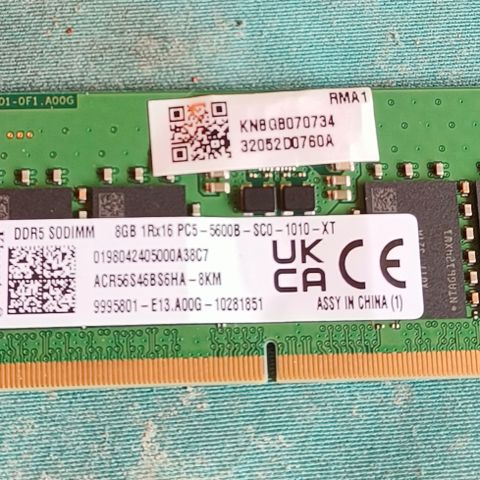 01-0F1.A00G
RMA1
KN8GB070734
32052D0760A
DDR5 SODIMM 8GB 1Rx16 PC5-5600B-SC0-1010-XT
0198042405000A38C7
ACR56S46BS6HA-8KM
9995801-E13.A00G-10281851
UK
CA
CE
ASSY IN CHINA (1)